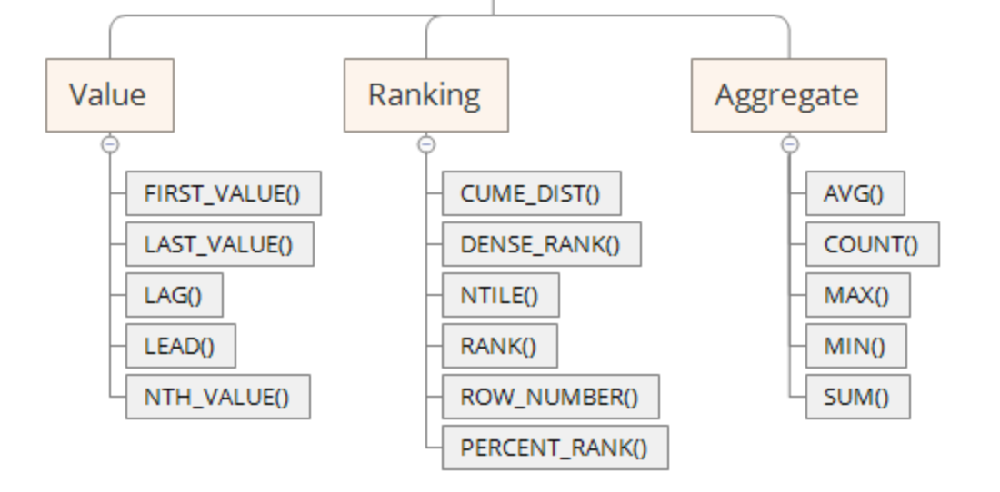 Value
FIRST_VALUE()
LAST_VALUE()
LAG()
LEAD()
NTH_VALUE()
Ranking
CUME_DIST()
DENSE_RANK()
NTILE()
RANK()
ROW_NUMBER()
PERCENT_RANK()
Aggregate
AVG()
COUNT()
MAX()
MIN()
SUM()